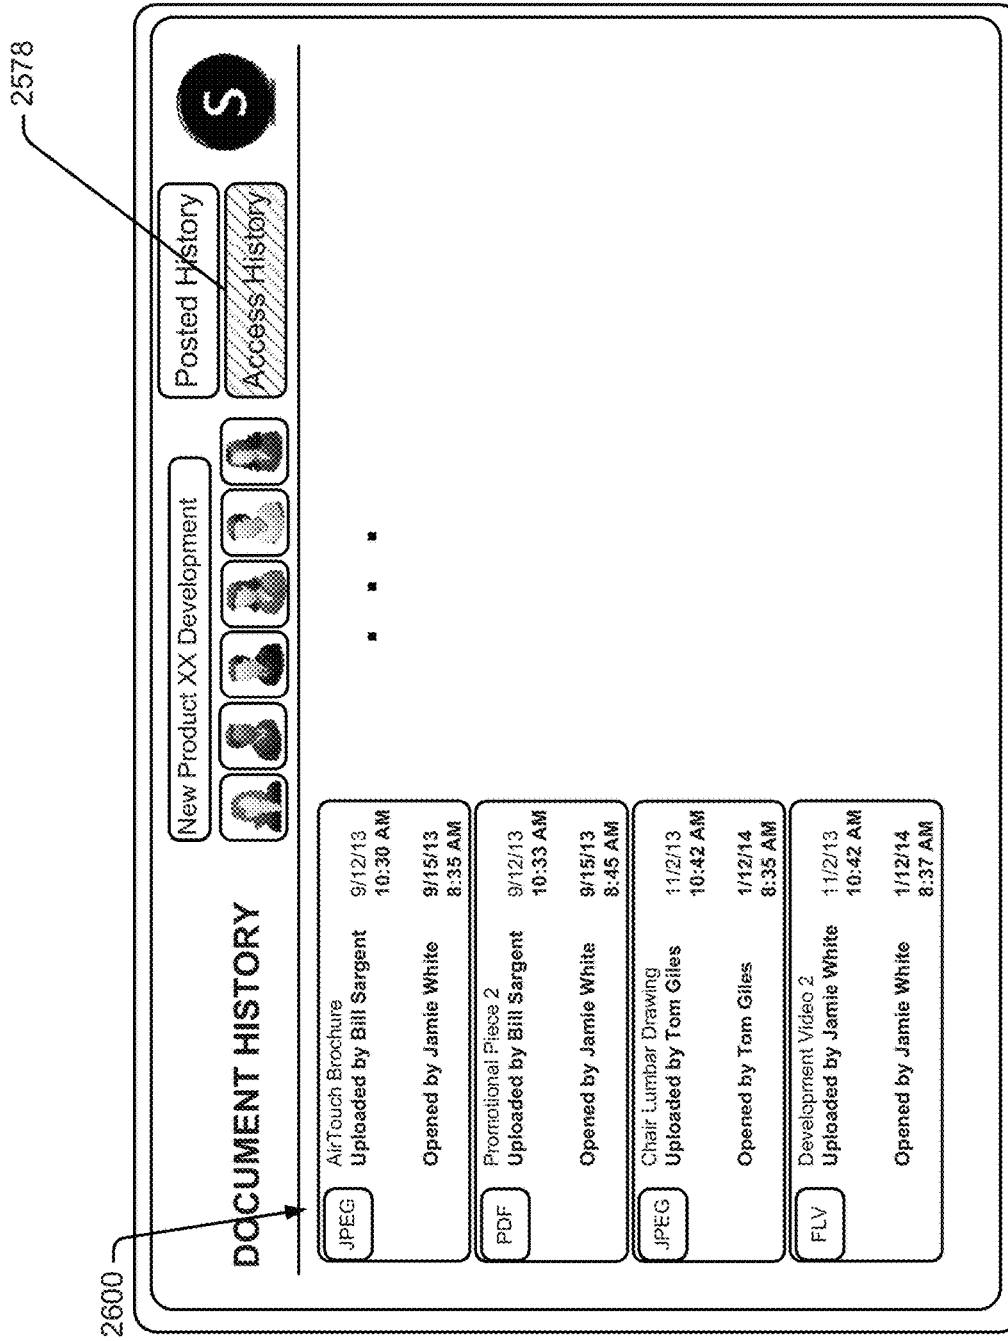 2578
New Product XX Development
Posted History
S
DOCUMENT HISTORY
Access History
2600
JPEG
AirTouch Brochure
9/12/13
Uploaded by Bill Sargent
10:30 AM
Opened by Jamie White
9/15/13
8:35 AM
PDF
Promotional Piece 2
9/12/13
Uploaded by Bill Sargent
10:33 AM
Opened by Jamie White
9/15/13
8:45 AM
JPEG
Chair Lumbar Drawing
11/2/13
Uploaded by Tom Giles
10:42 AM
Opened by Tom Giles
1/12/14
8:35 AM
FLV
Development Video 2
11/2/13
Uploaded by Jamie White
10:42 AM
Opened by Jamie White
1/12/14
8:37 AM